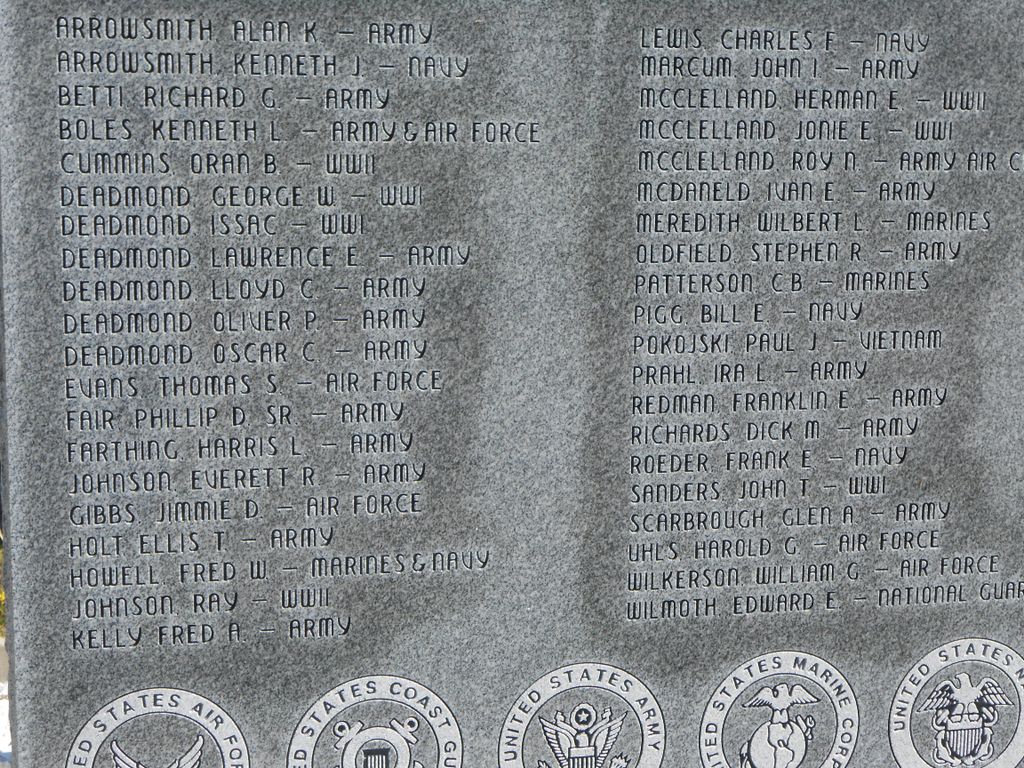 ARROWSMITH, ALAN K. – ARMY
ARROWSMITH, KENNETH J. – NAVY
BETTI, RICHARD G. – ARMY
BOLES, KENNETH L. – ARMY & AIR FORCE
CUMMINS, ORAN B. – WWII
DEADMOND, GEORGE W. – WWI
DEADMOND, ISSAC – WWI
DEADMOND, LAWRENCE E. – ARMY
DEADMOND, LLOYD C. – ARMY
DEADMOND, OLIVER P. – ARMY
DEADMOND, OSCAR C. – ARMY
EVANS, THOMAS S. – AIR FORCE
FAIR, PHILLIP D. SR. – ARMY
FARTHING, HARRIS L. – ARMY
JOHNSON, EVERETT R. – ARMY
GIBBS, JIMMIE D. – AIR FORCE
HOLT, ELLIS T. – ARMY
HOWELL, FRED W. – MARINES & NAVY
JOHNSON, RAY – WWII
KELLY, FRED A. – ARMY
LEWIS, CHARLES F. – NAVY
MARCUM, JOHN I. – ARMY
MCCLELLAND, HERMAN E. – WWII
MCCLELLAND, JONIE E. – WWI
MCCLELLAND, ROY N. – ARMY AIR C
MCDANELD, IVAN E. – ARMY
MEREDITH, WILBERT L. – MARINES
OLDFIELD, STEPHEN R. – ARMY
PATTERSON, C.B. – MARINES
PIGG, BILL E. – NAVY
POKOJSKI, PAUL J. – VIETNAM
PRAHL, IRA L. – ARMY
REDMAN, FRANKLIN E. – ARMY
RICHARDS, DICK M. – ARMY
ROEDER, FRANK E. – NAVY
SANDERS, JOHN T. – WWI
SCARBROUGH, GLEN A. – ARMY
UHLS, HAROLD G. – AIR FORCE
WILKERSON, WILLIAM G. – AIR FORCE
WILMOTH, EDWARD E. – NATIONAL GUAR
ED STATES AIR FOR
ED STATES COAST GU
UNITED STATES ARMY
ITED STATES MARINE CORP
UNITED STATES N